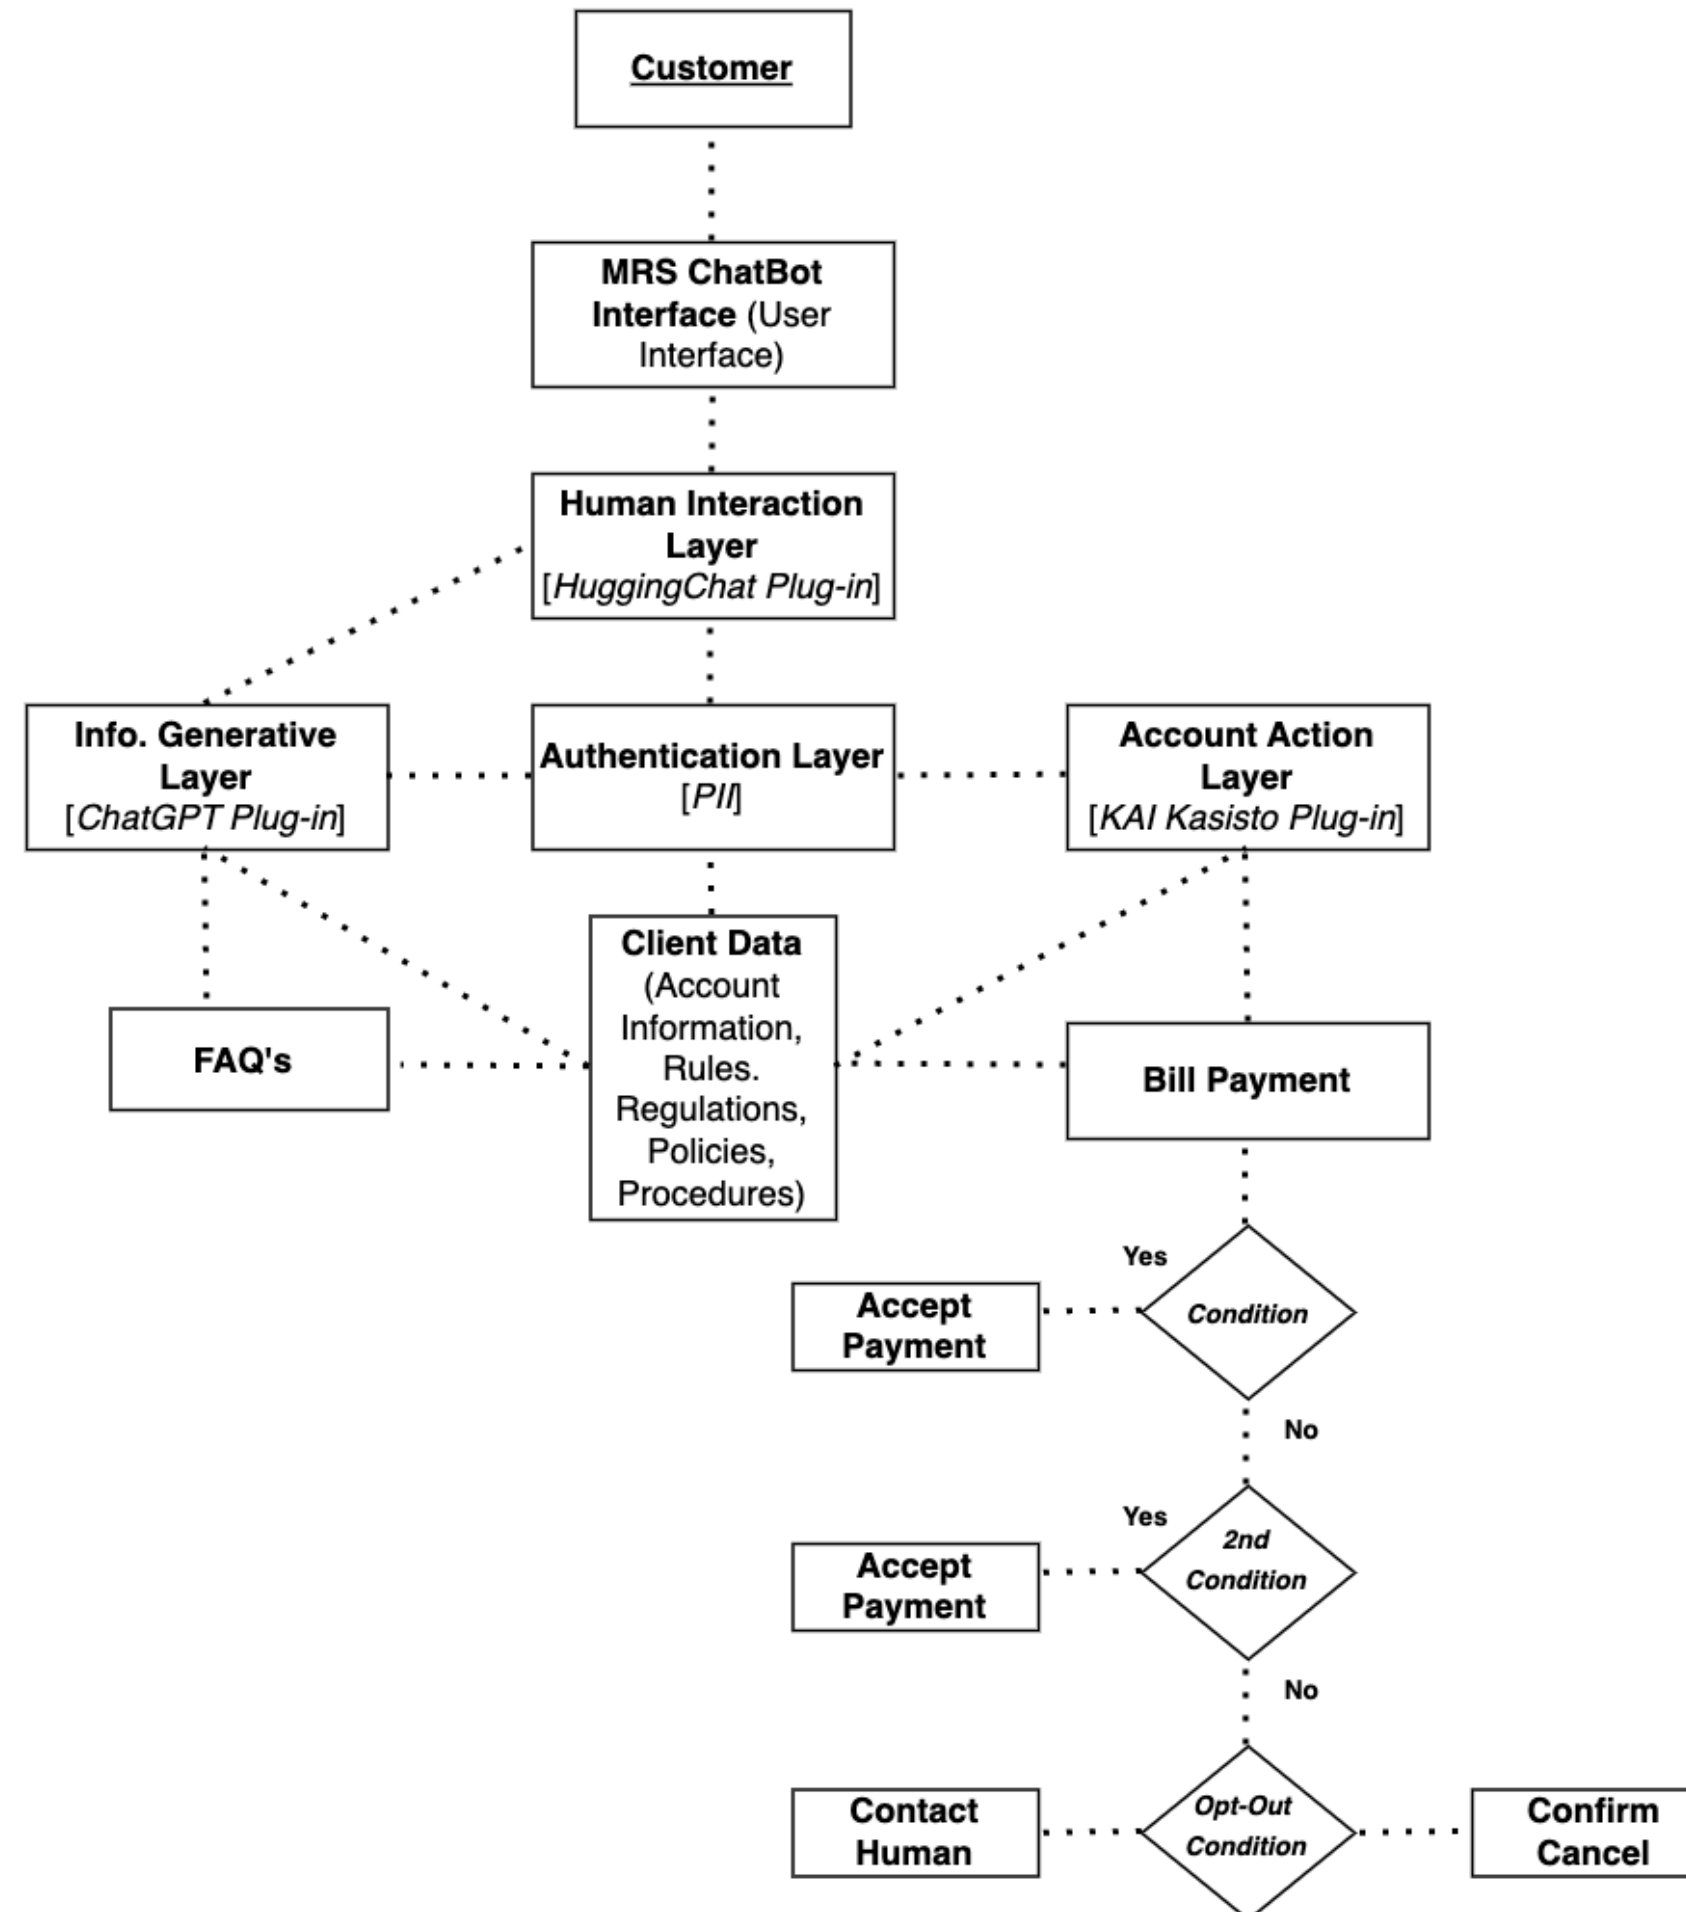 Customer
MRS ChatBot
Interface (User
Interface)
Human Interaction
Layer
[HuggingChat Plug-in]
Info. Generative
Layer
[ChatGPT Plug-in]
Authentication Layer
[PII]
Account Action
Layer
[KAI Kasisto Plug-in]
Client Data
(Account
Information,
Rules.
Regulations,
Policies,
Procedures)
FAQ's
Bill Payment
Yes
Accept
Payment
Condition
No
Yes
Accept
Payment
2nd
Condition
No
Contact
Human
Opt-Out
Condition
Confirm
Cancel